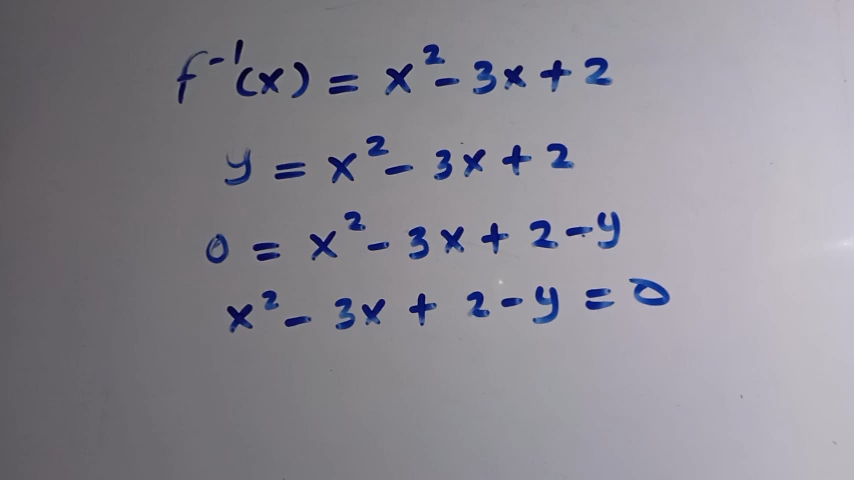 f⁻¹(x) = x² - 3x + 2
y = x² - 3x + 2
0 = x² - 3x + 2 - y
x² - 3x + 2 - y = 0